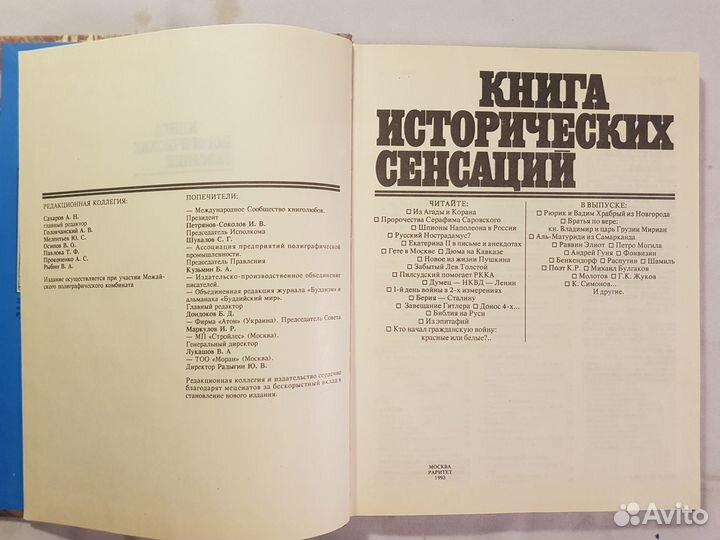 РЕДАКЦИОННАЯ КОЛЛЕГИЯ:
Сахаров А. Н.
главный редактор
Голованский А. В.
Мелентьев Ю. С.
Осипов В. О.
Павлова Т. Ф.
Прокопенко А. С.
Рыбин В. А.
Издание осуществляется при участии Можай-
ского полиграфического комбината
ПОПЕЧИТЕЛИ:
— Международное Сообщество книголюбов.
Президент
Петрянов-Соколов И. В.
Председатель Исполкома
Шувалов С. Г.
— Ассоциация предприятий полиграфической
промышленности.
Председатель Правления
Кузьмин Б. А.
— Издательско-производственное объединение
писателей.
— Объединенная редакция журнала «Буддизм» и
альманаха «Буддийский мир».
Главный редактор
Дондоков Б. Д.
— Фирма «Атон» (Украина). Председатель Совета
Маркулов И. Р.
— МП «Стройлес» (Москва).
Генеральный директор
Лукашов В. А
— ТОО «Моран» (Москва).
Директор Радыгин Ю. В.
Редакционная коллегия и издательство сердечно
благодарят меценатов за бескорыстный вклад в
становление нового издания.
КНИГА
ИСТОРИЧЕСКИХ
СЕНСАЦИЙ
ЧИТАЙТЕ:
Из Агады и Корана
Пророчества Серафима Саровского
Шпионы Наполеона в России
Русский Нострадамус?
Екатерина II в письме и анекдотах
Гете в Москве Дюма на Кавказе
Новое из жизни Пушкина
Забытый Лев Толстой
Пилсудский помогает РККА
Думец — НКВД — Ленин
1-й день войны в 2-х измерениях
Берия — Сталину
Завещание Гитлера Донос 4-х...
Библия на Руси
Из эпитафий
Кто начал гражданскую войну:
красные или белые?..
В ВЫПУСКЕ:
Рюрик и Вадим Храбрый из Новгорода
Братья по вере:
кн. Владимир и царь Грузии Мириан
Аль-Матуриди из Самарканда
Раввин Элиот Петро Могила
Андрей Гуня Фонвизин
Бенкендорф Распутин Шамиль
Поэт К.Р. Михаил Булгаков
Молотов Г.К. Жуков
К. Симонов...
И другие.
МОСКВА
РАРИТЕТ
1993
Avito